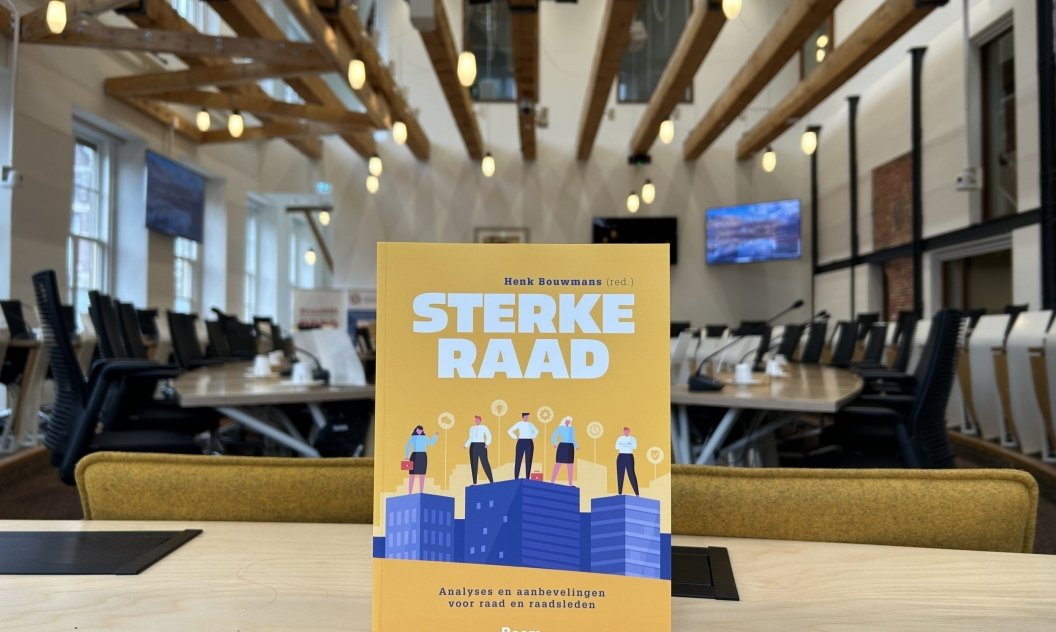 Henk Bouwmans (red.)
STERKE
RAAD
Analyses en aanbevelingen
voor raad en raadsleden